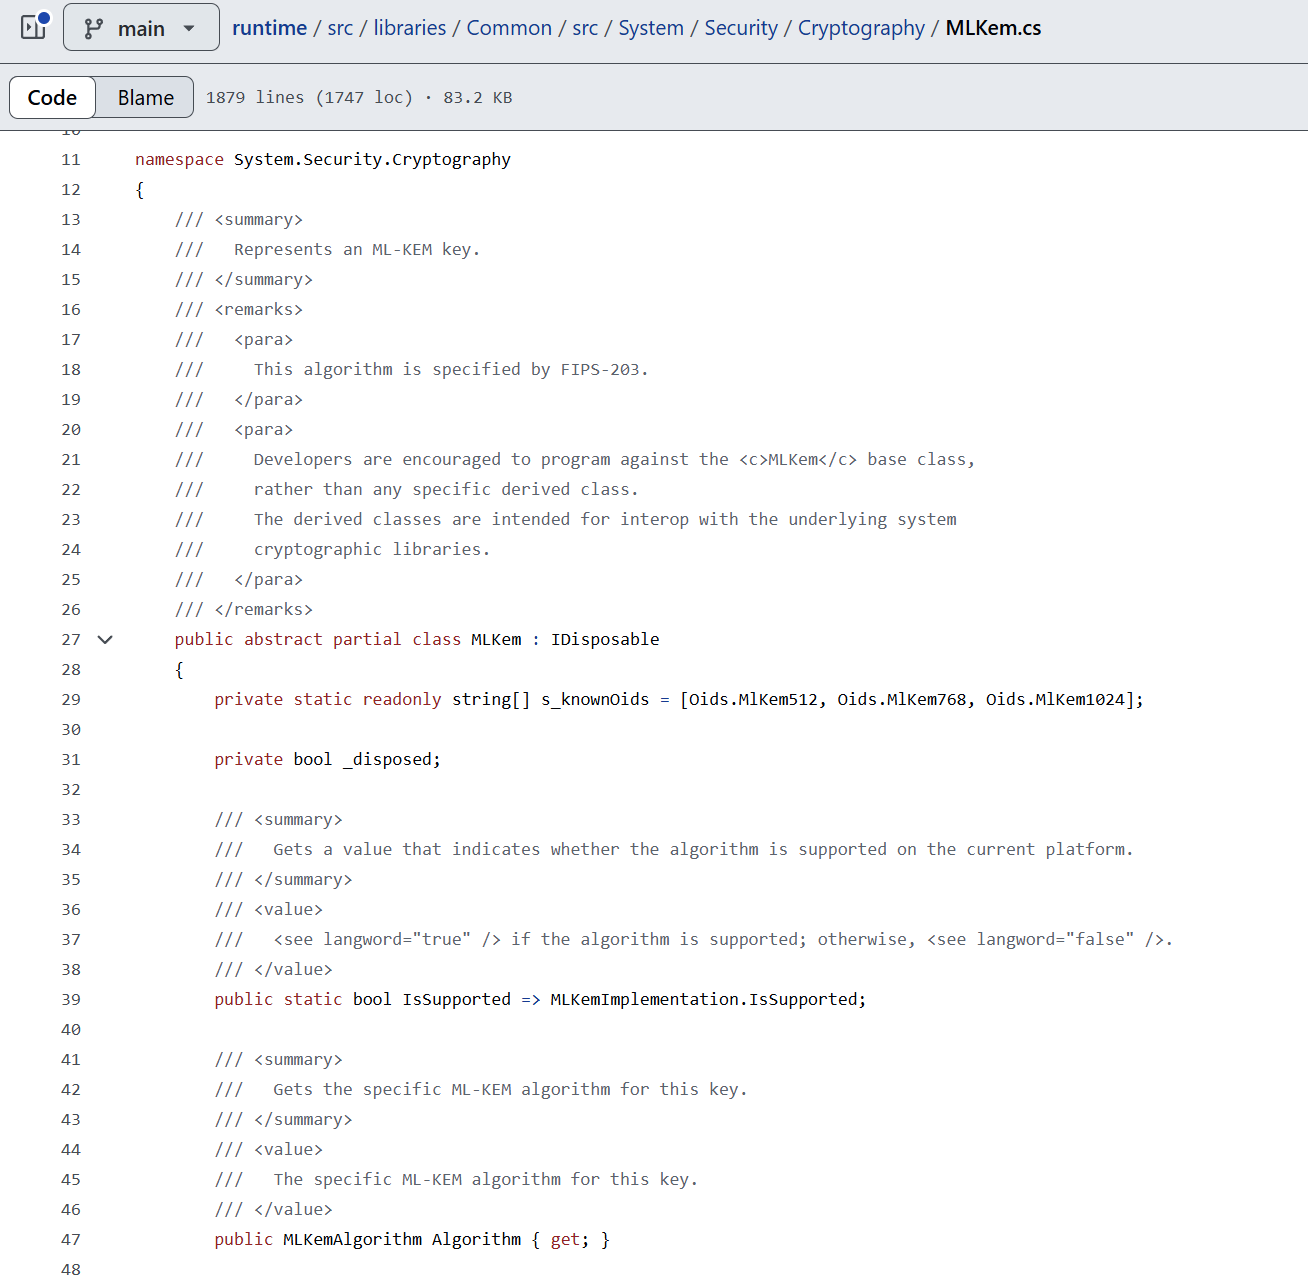 main
runtime / src / libraries / Common / src / System / Security / Cryptography / MLKem.cs
Code Blame 1879 lines (1747 loc) · 83.2 KB
10
11 namespace System.Security.Cryptography
12 {
13 /// <summary>
14 /// Represents an ML-KEM key.
15 /// </summary>
16 /// <remarks>
17 /// <para>
18 /// This algorithm is specified by FIPS-203.
19 /// </para>
20 /// <para>
21 /// Developers are encouraged to program against the <c>MLKem</c> base class,
22 /// rather than any specific derived class.
23 /// The derived classes are intended for interop with the underlying system
24 /// cryptographic libraries.
25 /// </para>
26 /// </remarks>
27 public abstract partial class MLKem : IDisposable
28 {
29 private static readonly string[] s_knownOids = [Oids.MlKem512, Oids.MlKem768, Oids.MlKem1024];
30
31 private bool _disposed;
32
33 /// <summary>
34 /// Gets a value that indicates whether the algorithm is supported on the current platform.
35 /// </summary>
36 /// <value>
37 /// <see langword="true" /> if the algorithm is supported; otherwise, <see langword="false" />.
38 /// </value>
39 public static bool IsSupported => MLKemImplementation.IsSupported;
40
41 /// <summary>
42 /// Gets the specific ML-KEM algorithm for this key.
43 /// </summary>
44 /// <value>
45 /// The specific ML-KEM algorithm for this key.
46 /// </value>
47 public MLKemAlgorithm Algorithm { get; }
48